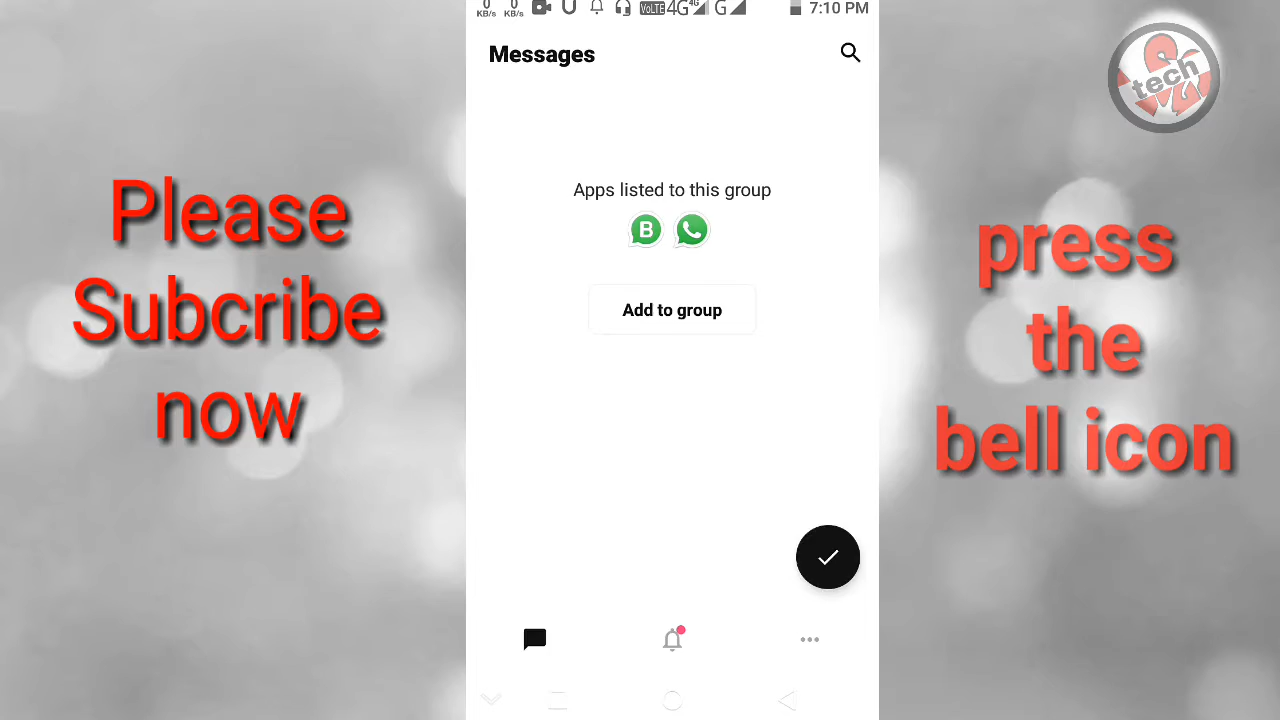 0 KB/s 0 KB/s VoLTE 4G 4G G 7:10 PM
Messages
tech
Apps listed to this group
B
Add to group
Please
Subcribe
now
press
the
bell icon